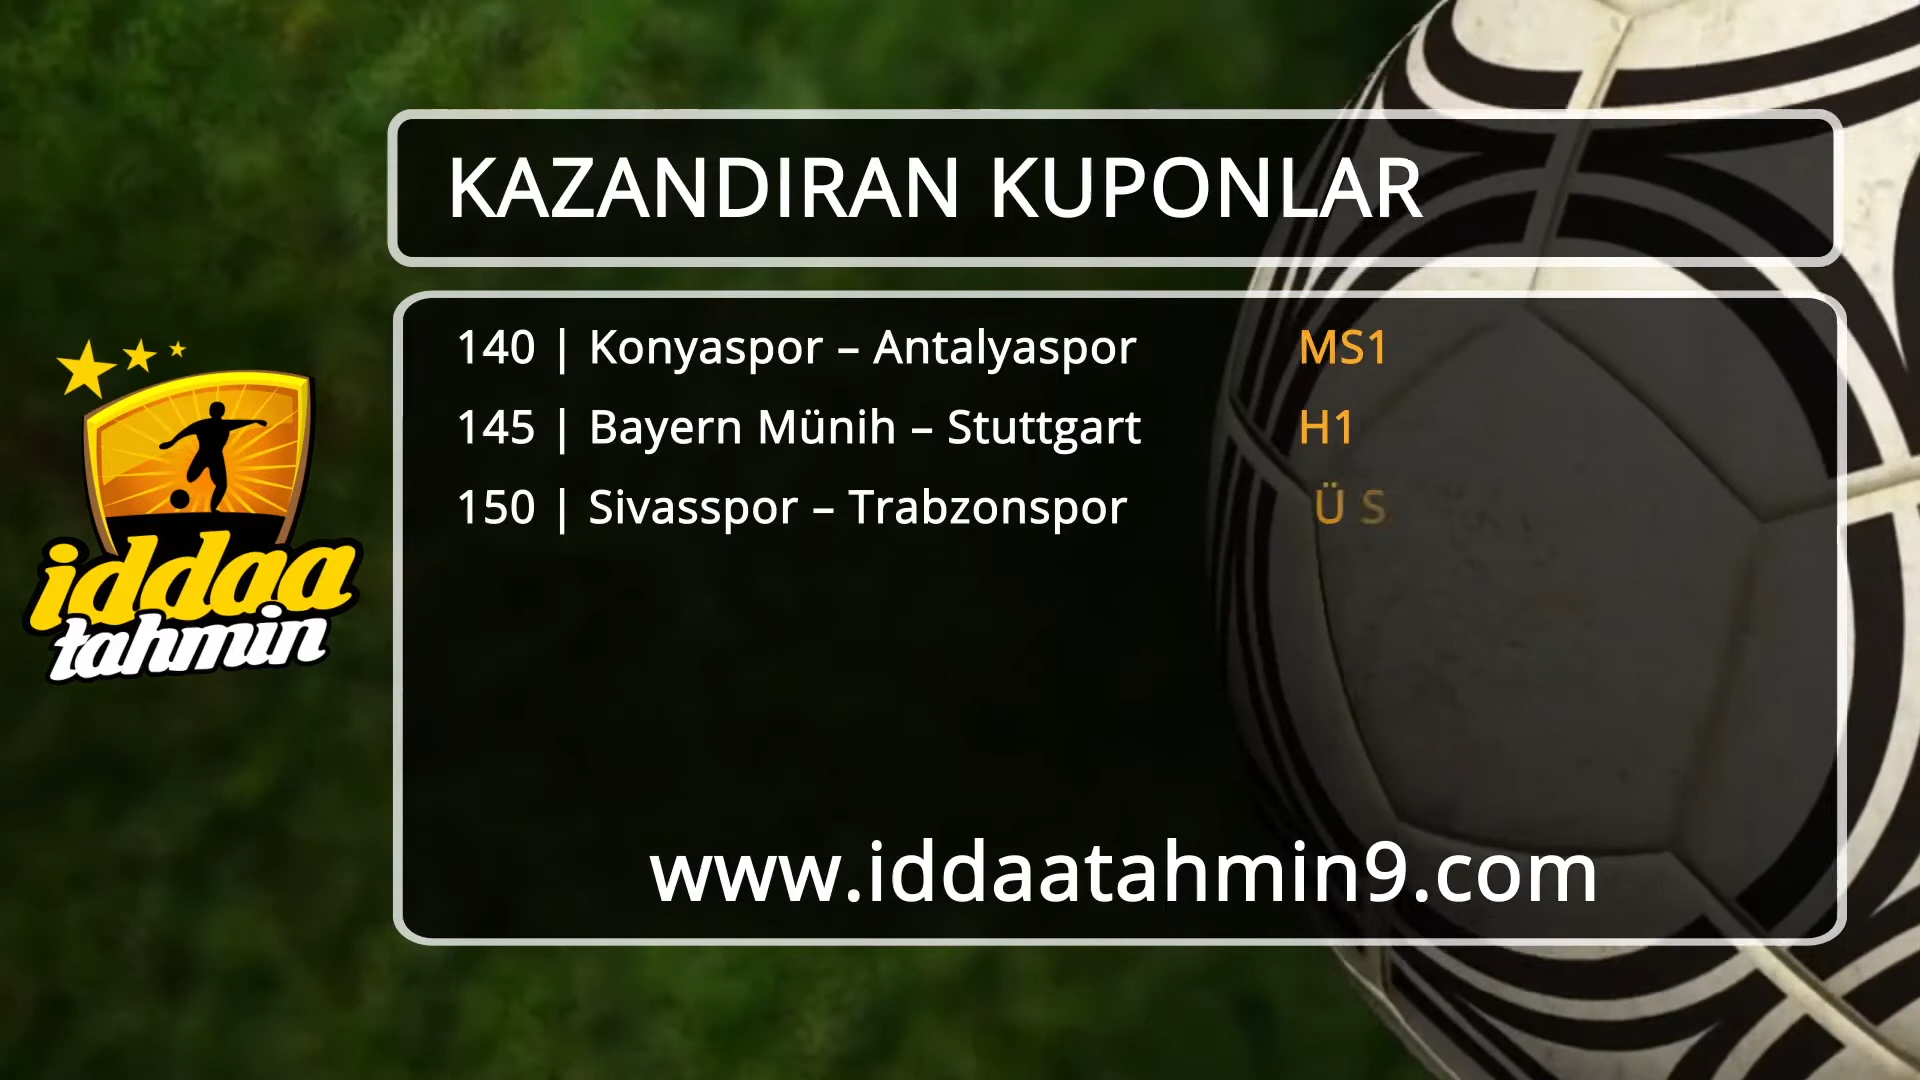 KAZANDIRAN KUPONLAR
140 | Konyaspor – Antalyaspor MS1
145 | Bayern Münih – Stuttgart H1
150 | Sivasspor – Trabzonspor Ü S
iddaa
tahmin
www.iddaatahmin9.com